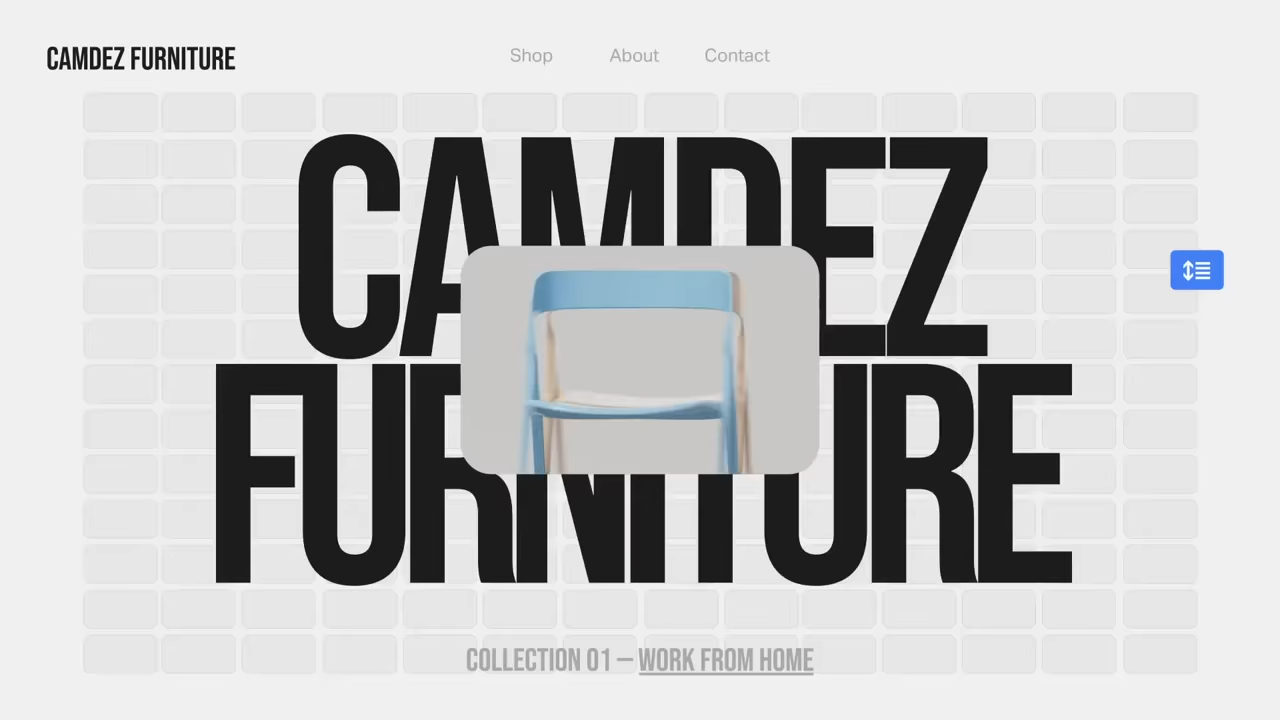 CAMDEZ FURNITURE
Shop About Contact
CAMDEZ
FURNITURE
COLLECTION 01 — WORK FROM HOME